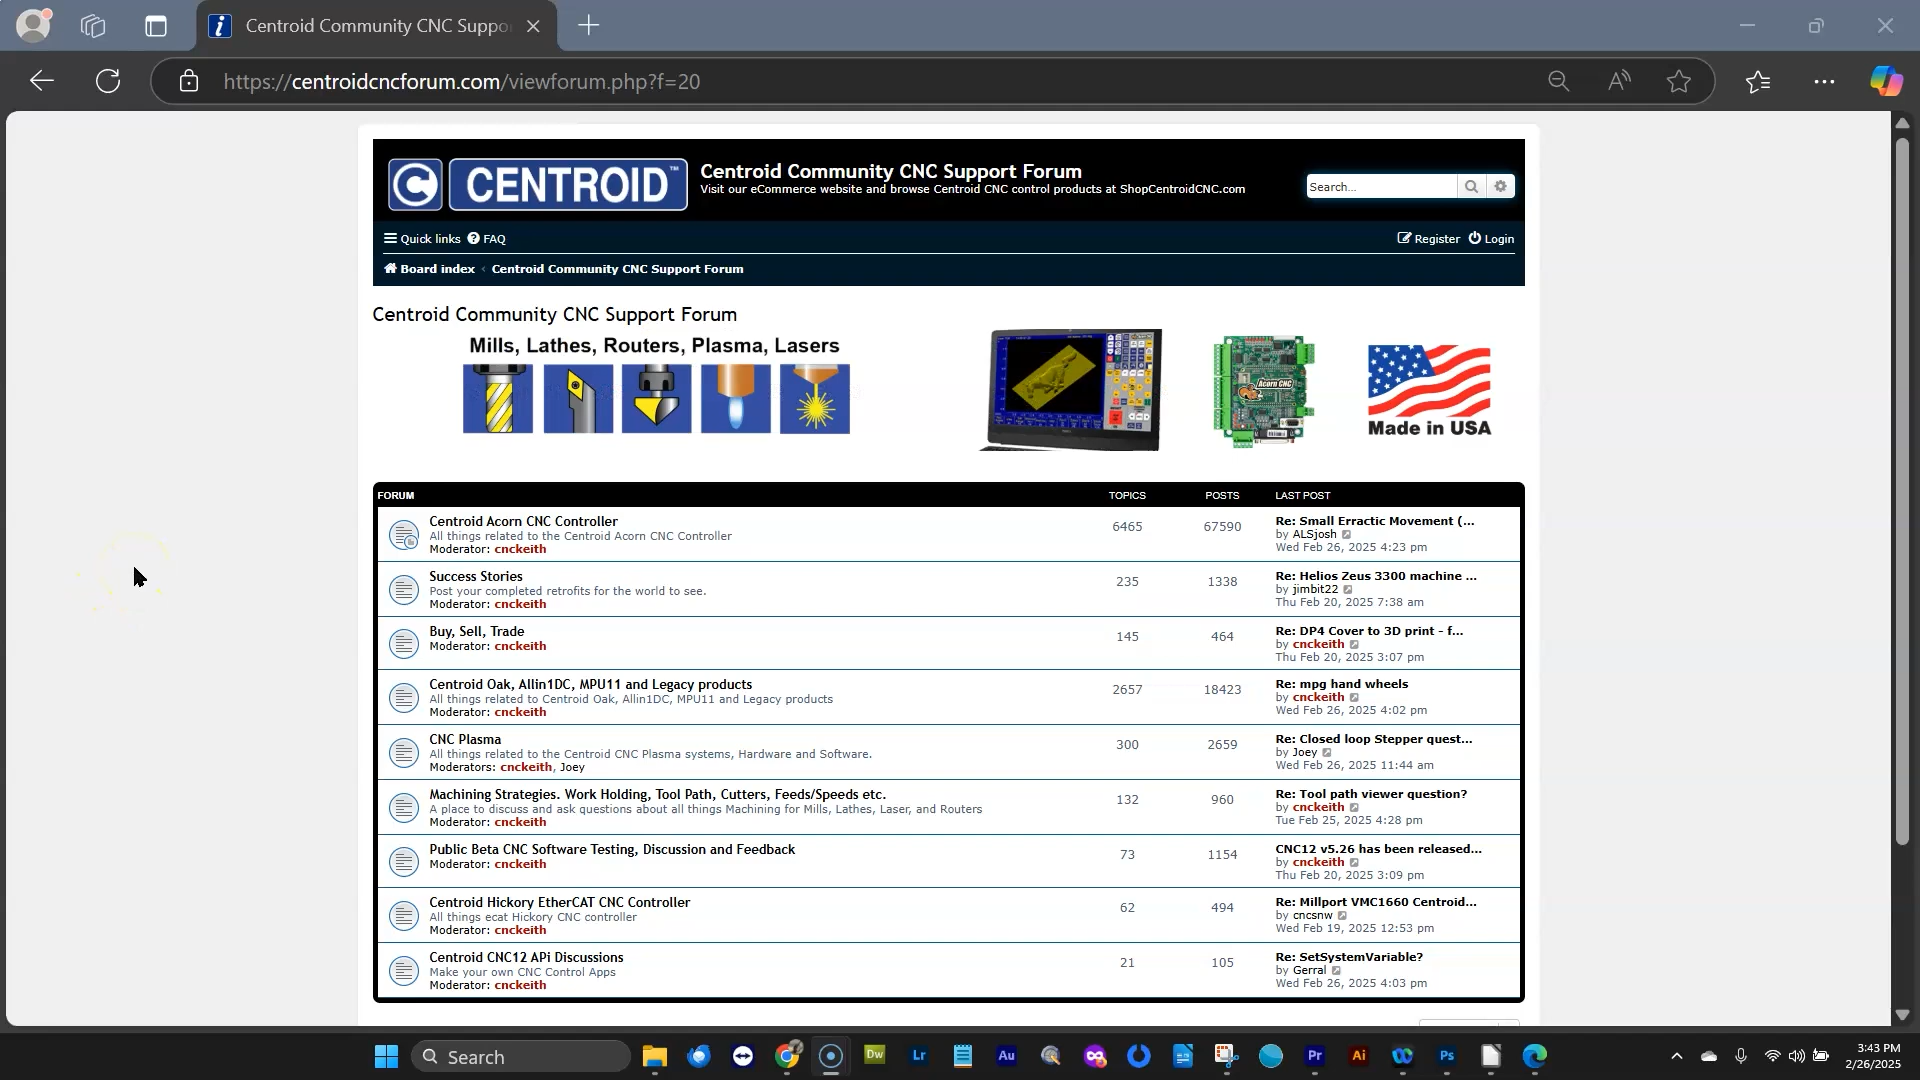 Centroid Community CNC Suppo
https://centroidcncforum.com/viewforum.php?f=20
CENTROID™
Centroid Community CNC Support Forum
Visit our eCommerce website and browse Centroid CNC control products at ShopCentroidCNC.com
Search...
Quick links FAQ
Register Login
Board index ‹ Centroid Community CNC Support Forum
Centroid Community CNC Support Forum
Mills, Lathes, Routers, Plasma, Lasers
Acorn CNC
Made in USA
FORUM TOPICS POSTS LAST POST
Centroid Acorn CNC Controller
All things related to the Centroid Acorn CNC Controller
Moderator: cnckeith
6465 67590
Re: Small Erractic Movement (...
by ALSjosh
Wed Feb 26, 2025 4:23 pm
Success Stories
Post your completed retrofits for the world to see.
Moderator: cnckeith
235 1338
Re: Helios Zeus 3300 machine ...
by jimbit22
Thu Feb 20, 2025 7:38 am
Buy, Sell, Trade
Moderator: cnckeith
145 464
Re: DP4 Cover to 3D print - f...
by cnckeith
Thu Feb 20, 2025 3:07 pm
Centroid Oak, Allin1DC, MPU11 and Legacy products
All things related to Centroid Oak, Allin1DC, MPU11 and Legacy products
Moderator: cnckeith
2657 18423
Re: mpg hand wheels
by cnckeith
Wed Feb 26, 2025 4:02 pm
CNC Plasma
All things related to the Centroid CNC Plasma systems, Hardware and Software.
Moderators: cnckeith, Joey
300 2659
Re: Closed loop Stepper quest...
by Joey
Wed Feb 26, 2025 11:44 am
Machining Strategies. Work Holding, Tool Path, Cutters, Feeds/Speeds etc.
A place to discuss and ask questions about all things Machining for Mills, Lathes, Laser, and Routers
Moderator: cnckeith
132 960
Re: Tool path viewer question?
by cnckeith
Tue Feb 25, 2025 4:28 pm
Public Beta CNC Software Testing, Discussion and Feedback
Moderator: cnckeith
73 1154
CNC12 v5.26 has been released...
by cnckeith
Thu Feb 20, 2025 3:09 pm
Centroid Hickory EtherCAT CNC Controller
All things ecat Hickory CNC controller
Moderator: cnckeith
62 494
Re: Millport VMC1660 Centroid...
by cncsnw
Wed Feb 19, 2025 12:53 pm
Centroid CNC12 APi Discussions
Make your own CNC Control Apps
Moderator: cnckeith
21 105
Re: SetSystemVariable?
by Gerral
Wed Feb 26, 2025 4:03 pm
Search
Dw
Lr
Au
Pr
Ai
Ps
3:43 PM
2/26/2025